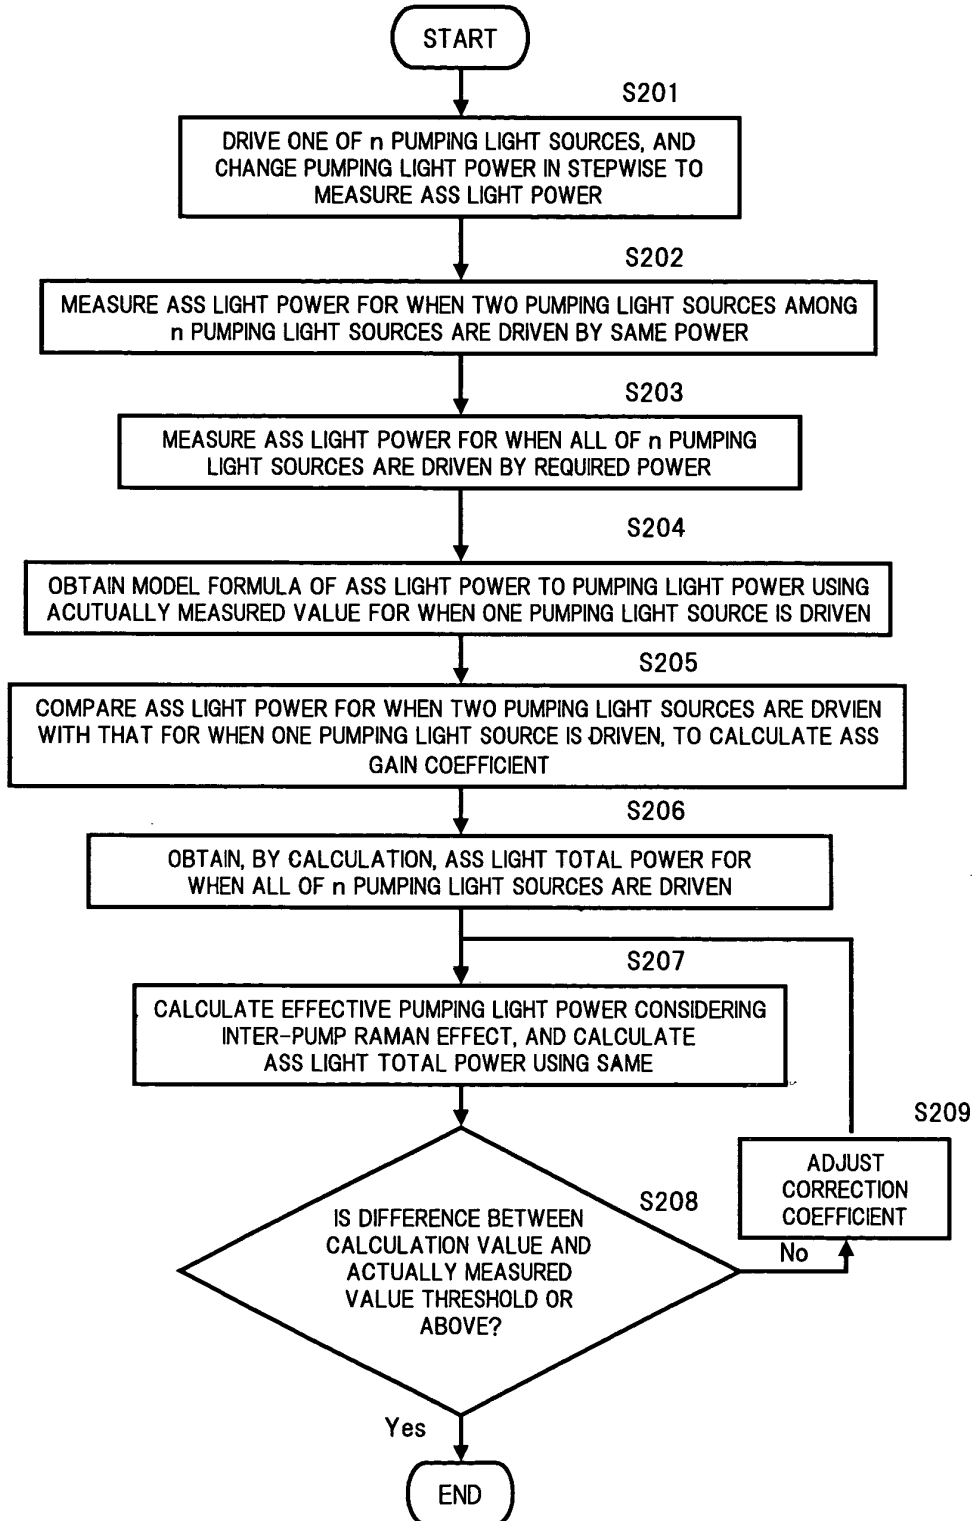 START
S201
DRIVE ONE OF n PUMPING LIGHT SOURCES, AND
CHANGE PUMPING LIGHT POWER IN STEPWISE TO
MEASURE ASS LIGHT POWER
S202
MEASURE ASS LIGHT POWER FOR WHEN TWO PUMPING LIGHT SOURCES AMONG
n PUMPING LIGHT SOURCES ARE DRIVEN BY SAME POWER
S203
MEASURE ASS LIGHT POWER FOR WHEN ALL OF n PUMPING
LIGHT SOURCES ARE DRIVEN BY REQUIRED POWER
S204
OBTAIN MODEL FORMULA OF ASS LIGHT POWER TO PUMPING LIGHT POWER USING
ACUTUALLY MEASURED VALUE FOR WHEN ONE PUMPING LIGHT SOURCE IS DRIVEN
S205
COMPARE ASS LIGHT POWER FOR WHEN TWO PUMPING LIGHT SOURCES ARE DRVIEN
WITH THAT FOR WHEN ONE PUMPING LIGHT SOURCE IS DRIVEN, TO CALCULATE ASS
GAIN COEFFICIENT
S206
OBTAIN, BY CALCULATION, ASS LIGHT TOTAL POWER FOR
WHEN ALL OF n PUMPING LIGHT SOURCES ARE DRIVEN
S207
CALCULATE EFFECTIVE PUMPING LIGHT POWER CONSIDERING
INTER-PUMP RAMAN EFFECT, AND CALCULATE
ASS LIGHT TOTAL POWER USING SAME
S208
IS DIFFERENCE BETWEEN
CALCULATION VALUE AND
ACTUALLY MEASURED
VALUE THRESHOLD OR
ABOVE?
S209
ADJUST
CORRECTION
COEFFICIENT
No
Yes
END